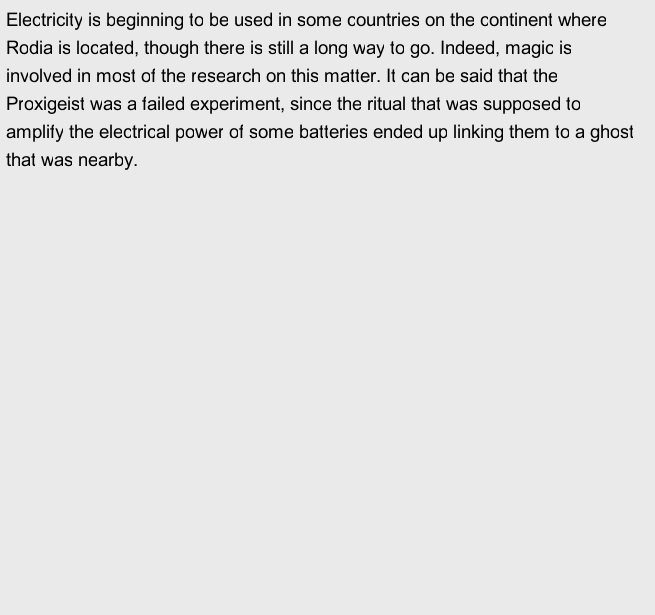 Electricity is beginning to be used in some countries on the continent where
Rodia is located, though there is still a long way to go. Indeed, magic is
involved in most of the research on this matter. It can be said that the
Proxigeist was a failed experiment, since the ritual that was supposed to
amplify the electrical power of some batteries ended up linking them to a ghost
that was nearby.